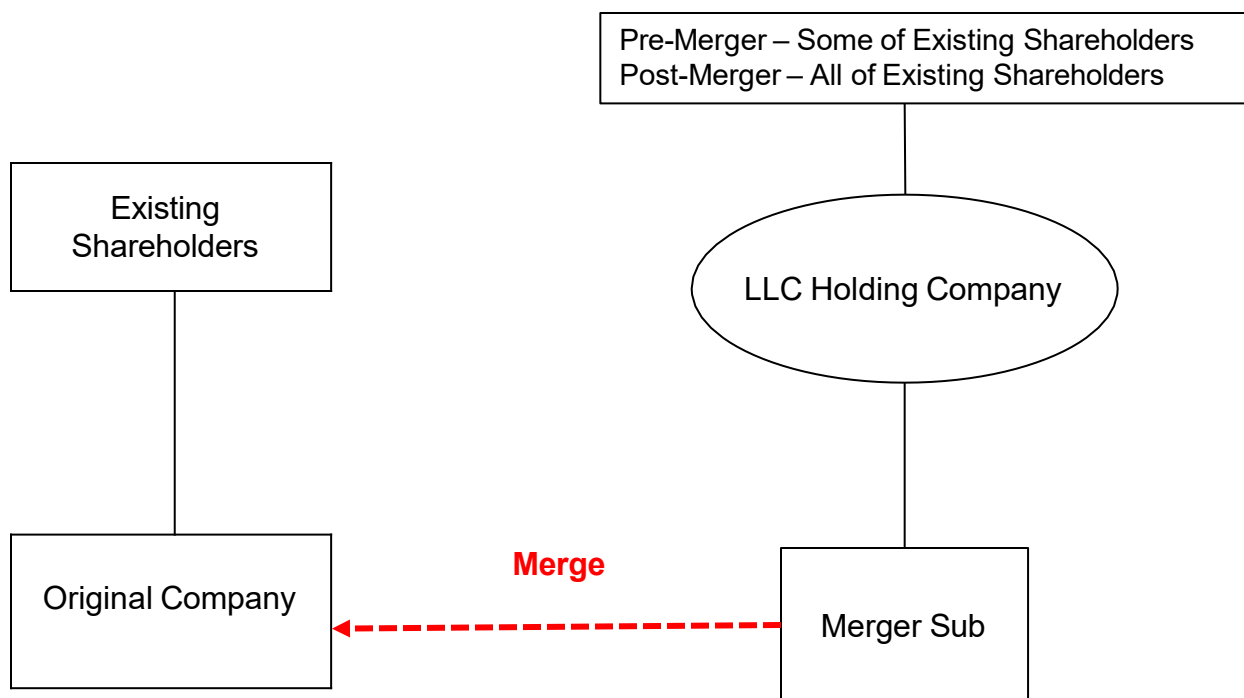 Pre-Merger – Some of Existing Shareholders
Post-Merger – All of Existing Shareholders
Existing
Shareholders
LLC Holding Company
Merge
Original Company
Merger Sub